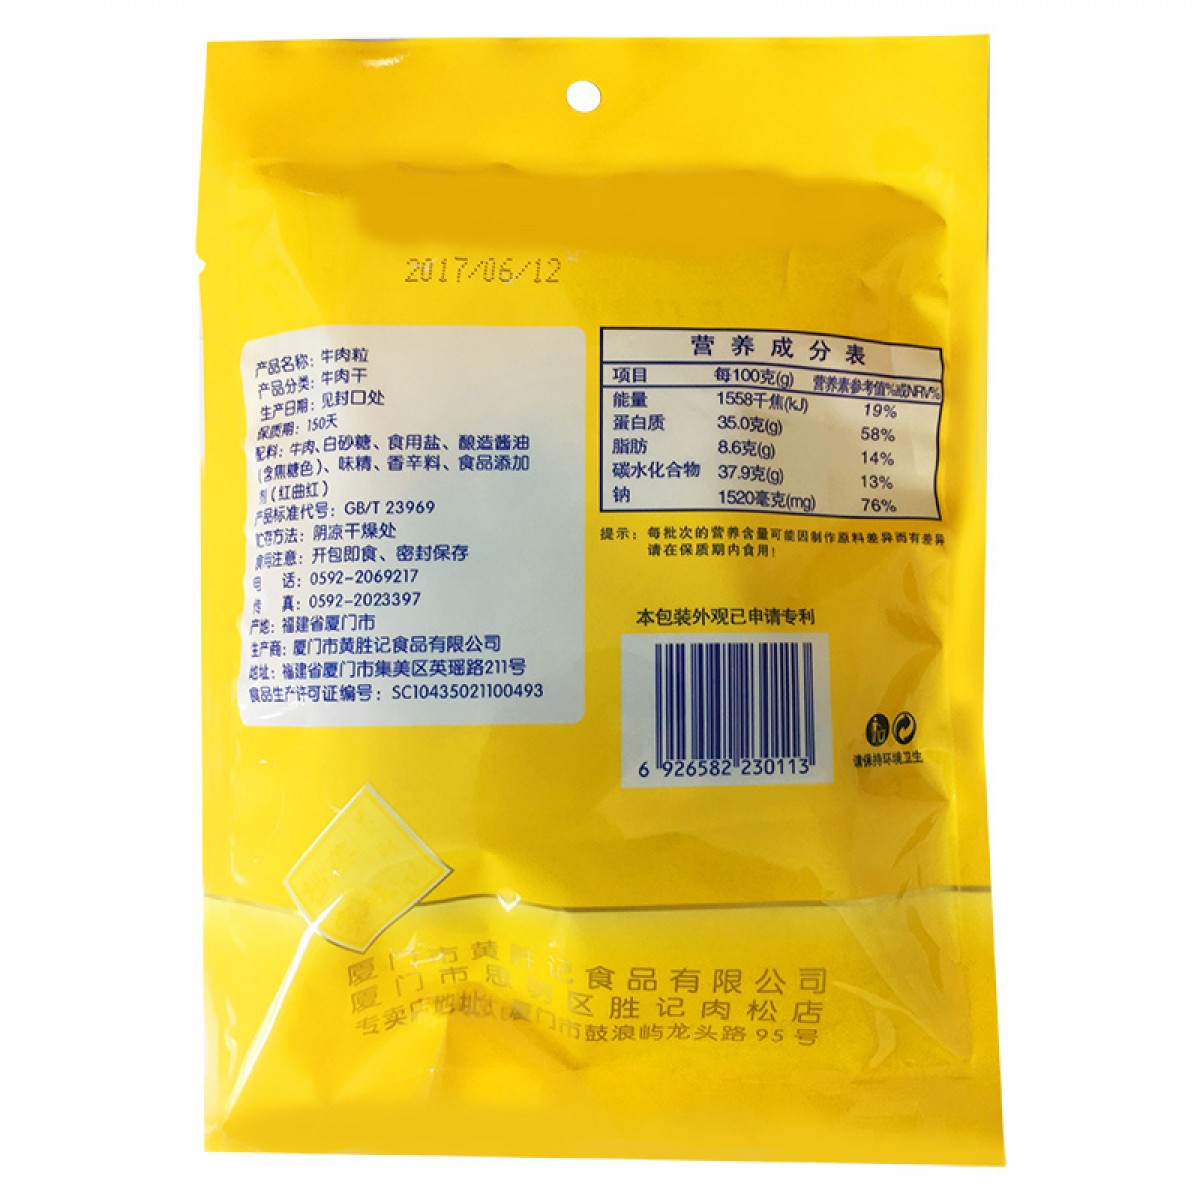 2017/06/12
产品名称：牛肉粒
产品分类：牛肉干
生产日期：见封口处
保质期：150天
配料：牛肉、白砂糖、食用盐、酿造酱油
(含焦糖色)、味精、香辛料、食品添加
剂(红曲红)
产品标准代号：GB/T 23969
贮存方法：阴凉干燥处
食用注意：开包即食、密封保存
电　话：0592-2069217
传　真：0592-2023397
产地：福建省厦门市
生产商：厦门市黄胜记食品有限公司
地址：福建省厦门市集美区英瑶路211号
食品生产许可证编号：SC10435021100493
营养成分表
项目 每100克(g) 营养素参考值%或NRV%
能量 1558千焦(kJ) 19%
蛋白质 35.0克(g) 58%
脂肪 8.6克(g) 14%
碳水化合物 37.9克(g) 13%
钠 1520毫克(mg) 76%
提示：每批次的营养含量可能因制作原料差异而有差异
请在保质期内食用！
本包装外观已申请专利
6 926582 230113
请保持环境卫生
厦门市黄胜记食品有限公司
厦门市思明区胜记肉松店
专卖店地址：厦门市鼓浪屿龙头路95号